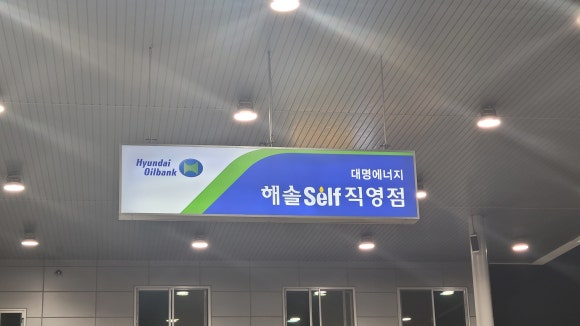 Hyundai
Oilbank
대명에너지
해솔Self직영점